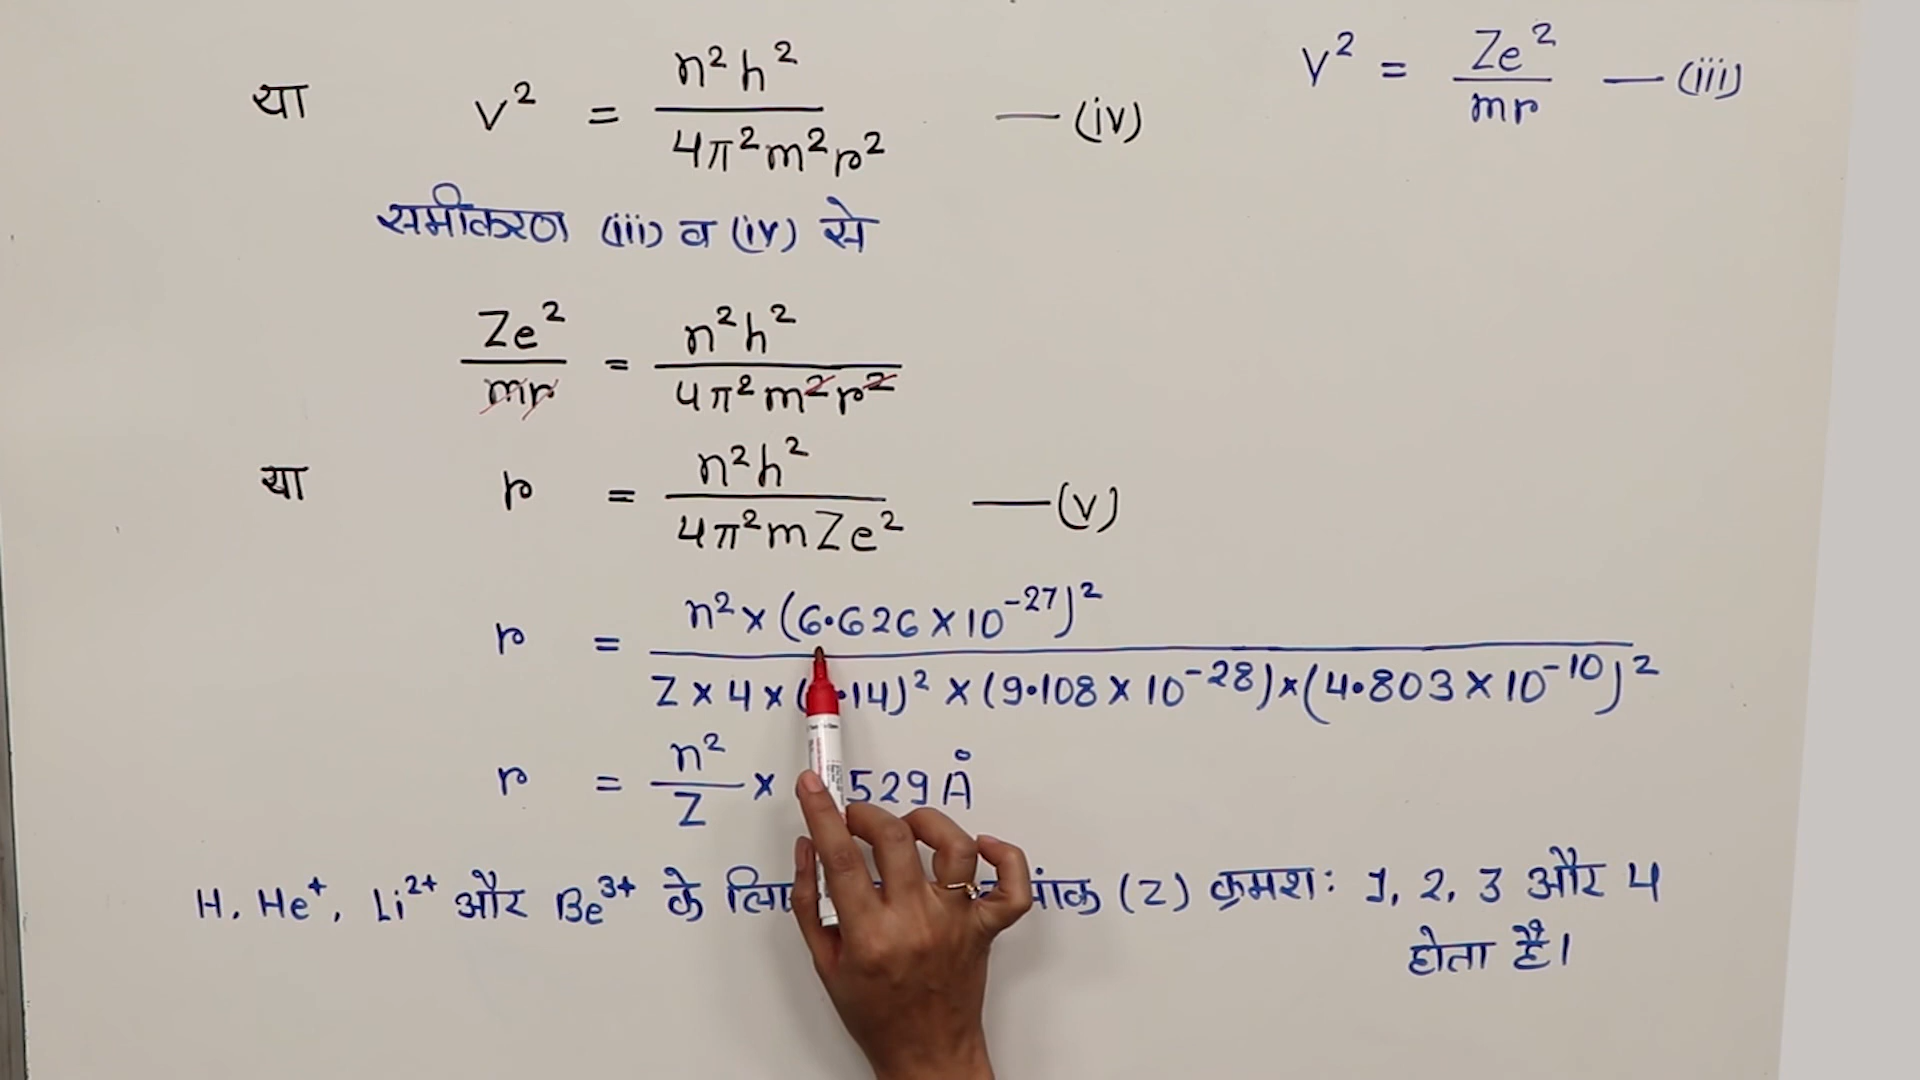 या v² = n²h² / 4π²m²r² — (iv)
v² = Ze² / mr — (iii)
समीकरण (iii) व (iv) से
Ze² / mr = n²h² / 4π²m²r²
या r = n²h² / 4π²mZe² — (v)
r = n² × (6.626 × 10⁻²⁷)² / Z × 4 × ( .14)² × (9.108 × 10⁻²⁸) × (4.803 × 10⁻¹⁰)²
r = n² / Z × 529 Å
H, He⁺, Li²⁺ और Be³⁺ के (Z) क्रमशः 1, 2, 3 और 4
होता है।